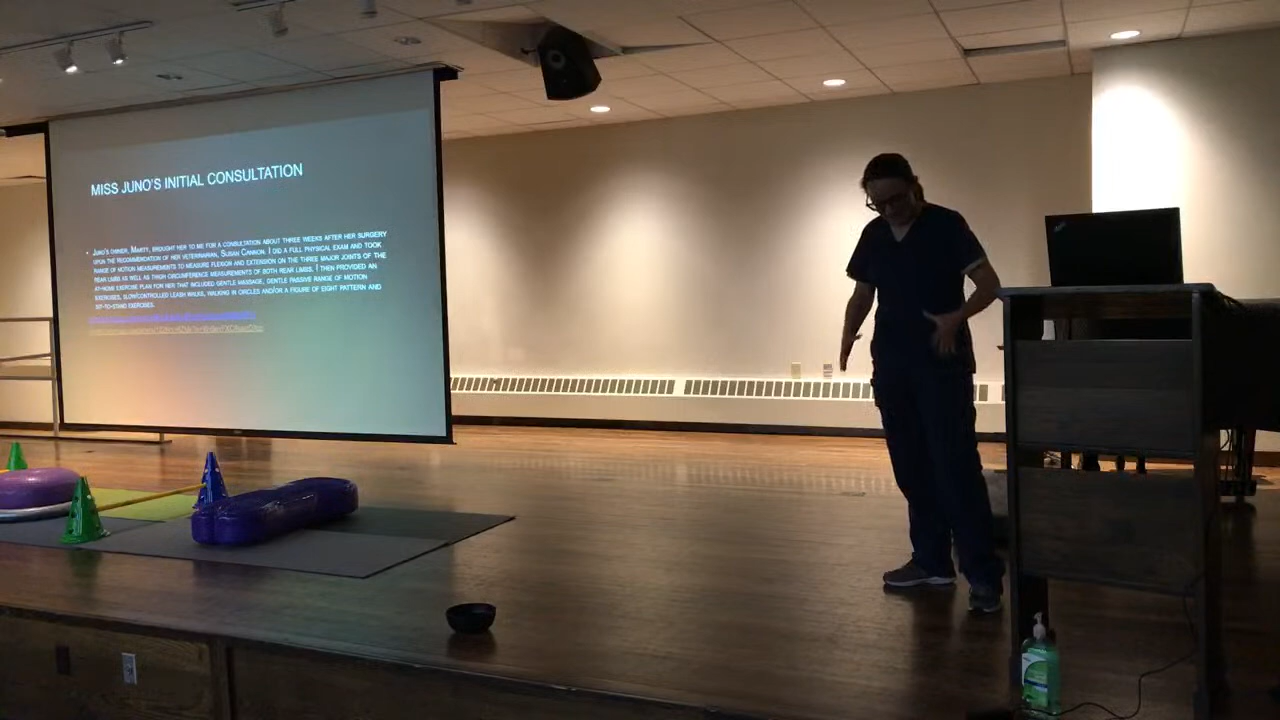 MISS JUNO'S INITIAL CONSULTATION
• JUNO'S OWNER, MARTY, BROUGHT HER TO ME FOR A CONSULTATION ABOUT THREE WEEKS AFTER HER SURGERY
UPON THE RECOMMENDATION OF HER VETERINARIAN, SUSAN CANNON. I DID A FULL PHYSICAL EXAM AND TOOK
RANGE OF MOTION MEASUREMENTS TO MEASURE FLEXION AND EXTENSION ON THE THREE MAJOR JOINTS OF THE
REAR LIMBS AS WELL AS THIGH CIRCUMFERENCE MEASUREMENTS OF BOTH REAR LIMBS. I THEN PROVIDED AN
AT-HOME EXERCISE PLAN FOR HER THAT INCLUDED GENTLE MASSAGE, GENTLE PASSIVE RANGE OF MOTION
EXERCISES, SLOW/CONTROLLED LEASH WALKS, WALKING IN CIRCLES AND/OR A FIGURE OF EIGHT PATTERN AND
SIT-TO-STAND EXERCISES.